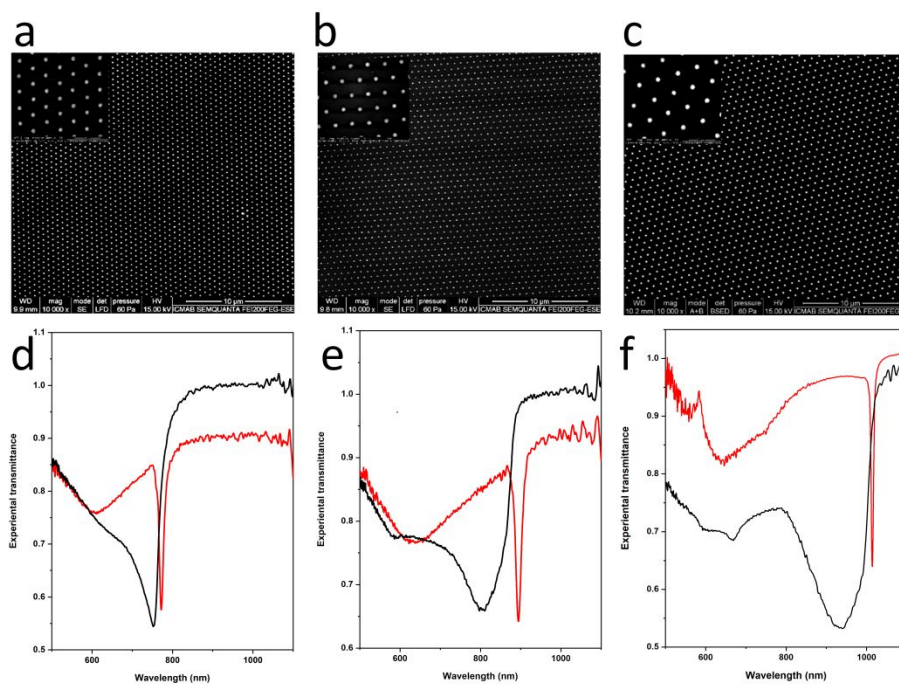 a b c
WD mag mode det pressure HV 10 µm
9.9 mm 10 000 x SE LFD 60 Pa 15.00 kV ICMAB SEMQUANTA FEI200FEG-ESE
WD mag mode det pressure HV 10 µm
9.8 mm 10 000 x SE LFD 60 Pa 15.00 kV ICMAB SEMQUANTA FEI200FEG-ESE
WD mag mode det pressure HV 10 µm
10.2 mm 10 000 x A+B BSED 60 Pa 15.00 kV ICMAB SEMQUANTA FEI200FEG-ESE
d
1.1
1.0
0.9
0.8
0.7
0.6
0.5
Experiental transmittance
600 800 1000
Wavelength (nm)
e
1.1
1.0
0.9
0.8
0.7
0.6
Experiental transmittance
600 800 1000
Wavelength (nm)
f
1.0
0.9
0.8
0.7
0.6
0.5
Experiental transmittance
600 800 1000
Wavelength (nm)